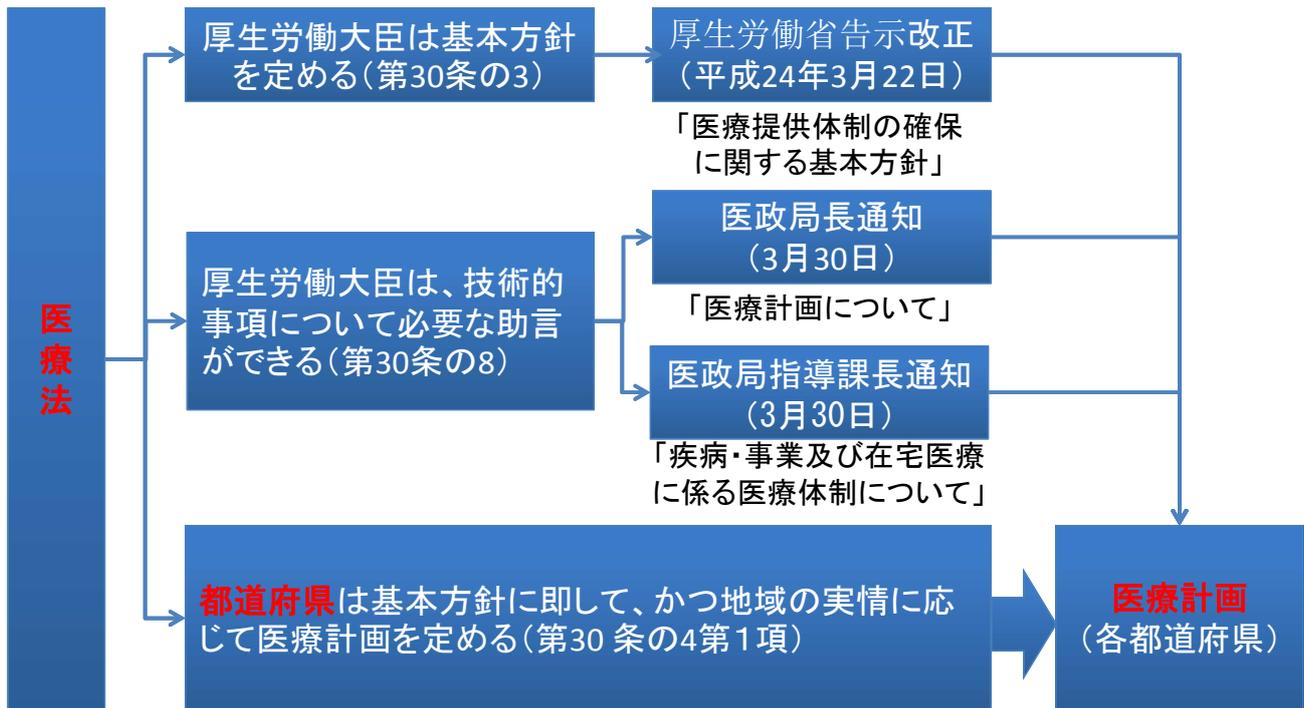 医
療
法
厚生労働大臣は基本方針
を定める（第30条の3）
厚生労働省告示改正
（平成24年3月22日）
「医療提供体制の確保
に関する基本方針」
厚生労働大臣は、技術的
事項について必要な助言
ができる（第30条の8）
医政局長通知
（3月30日）
「医療計画について」
医政局指導課長通知
（3月30日）
「疾病・事業及び在宅医療
に係る医療体制について」
都道府県は基本方針に即して、かつ地域の実情に応
じて医療計画を定める（第30 条の4第１項）
医療計画
（各都道府県）